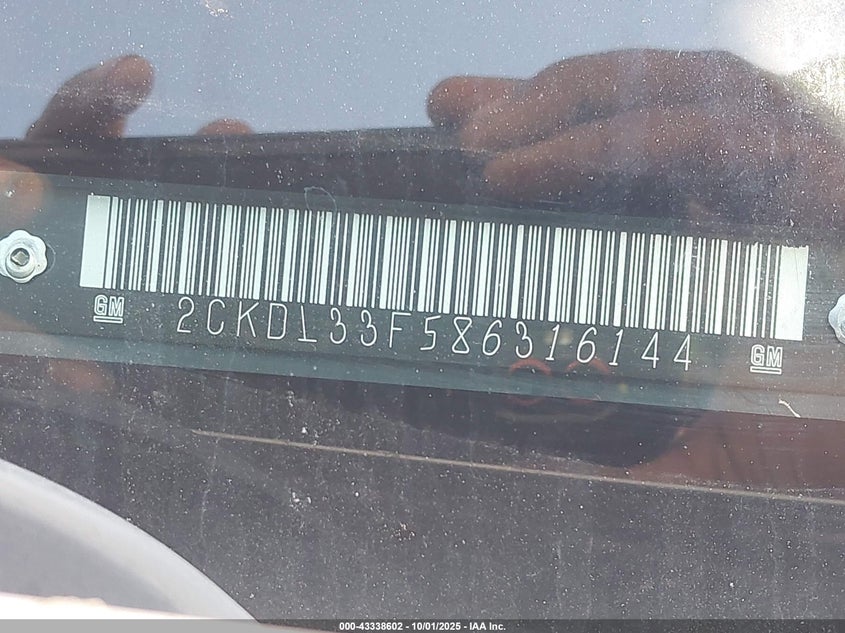 GM 2CKDL33F586316144 GM
000-43338602 - 10/01/2025 - IAA Inc.